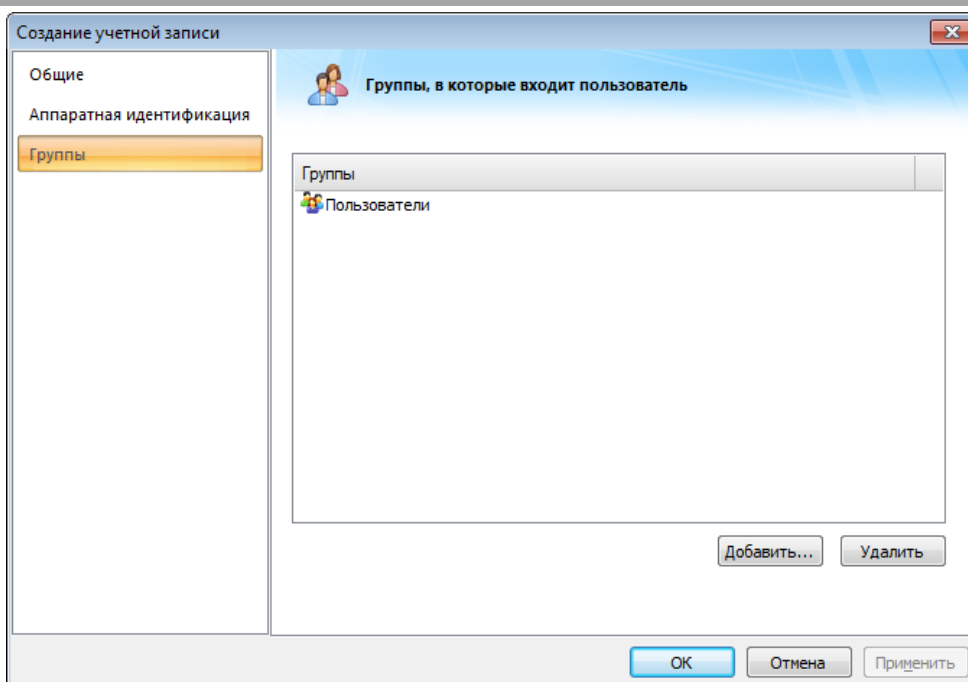 Создание учетной записи
Общие
Аппаратная идентификация
Группы
Группы, в которые входит пользователь
Группы
Пользователи
Добавить...
Удалить
OK
Отмена
Применить